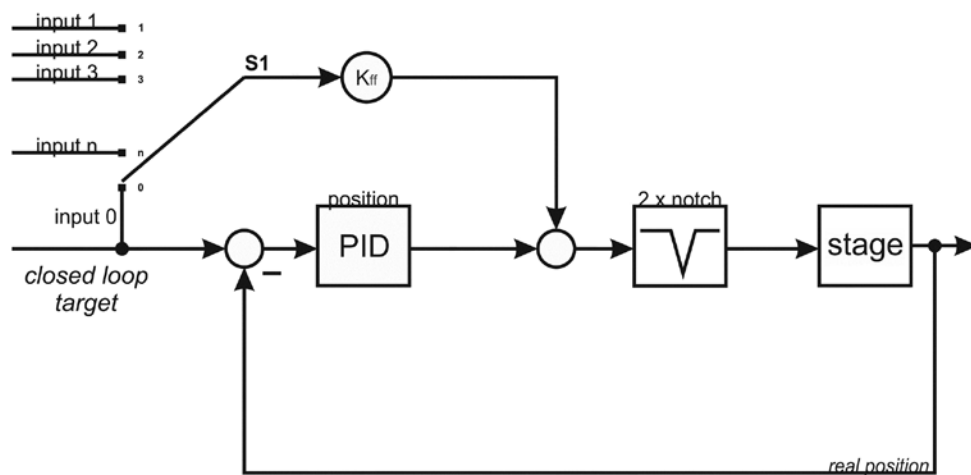 input 1
1
input 2
2
input 3
3
S1
Kff
input n
n
0
input 0
position
2 x notch
PID
stage
closed loop
target
real position